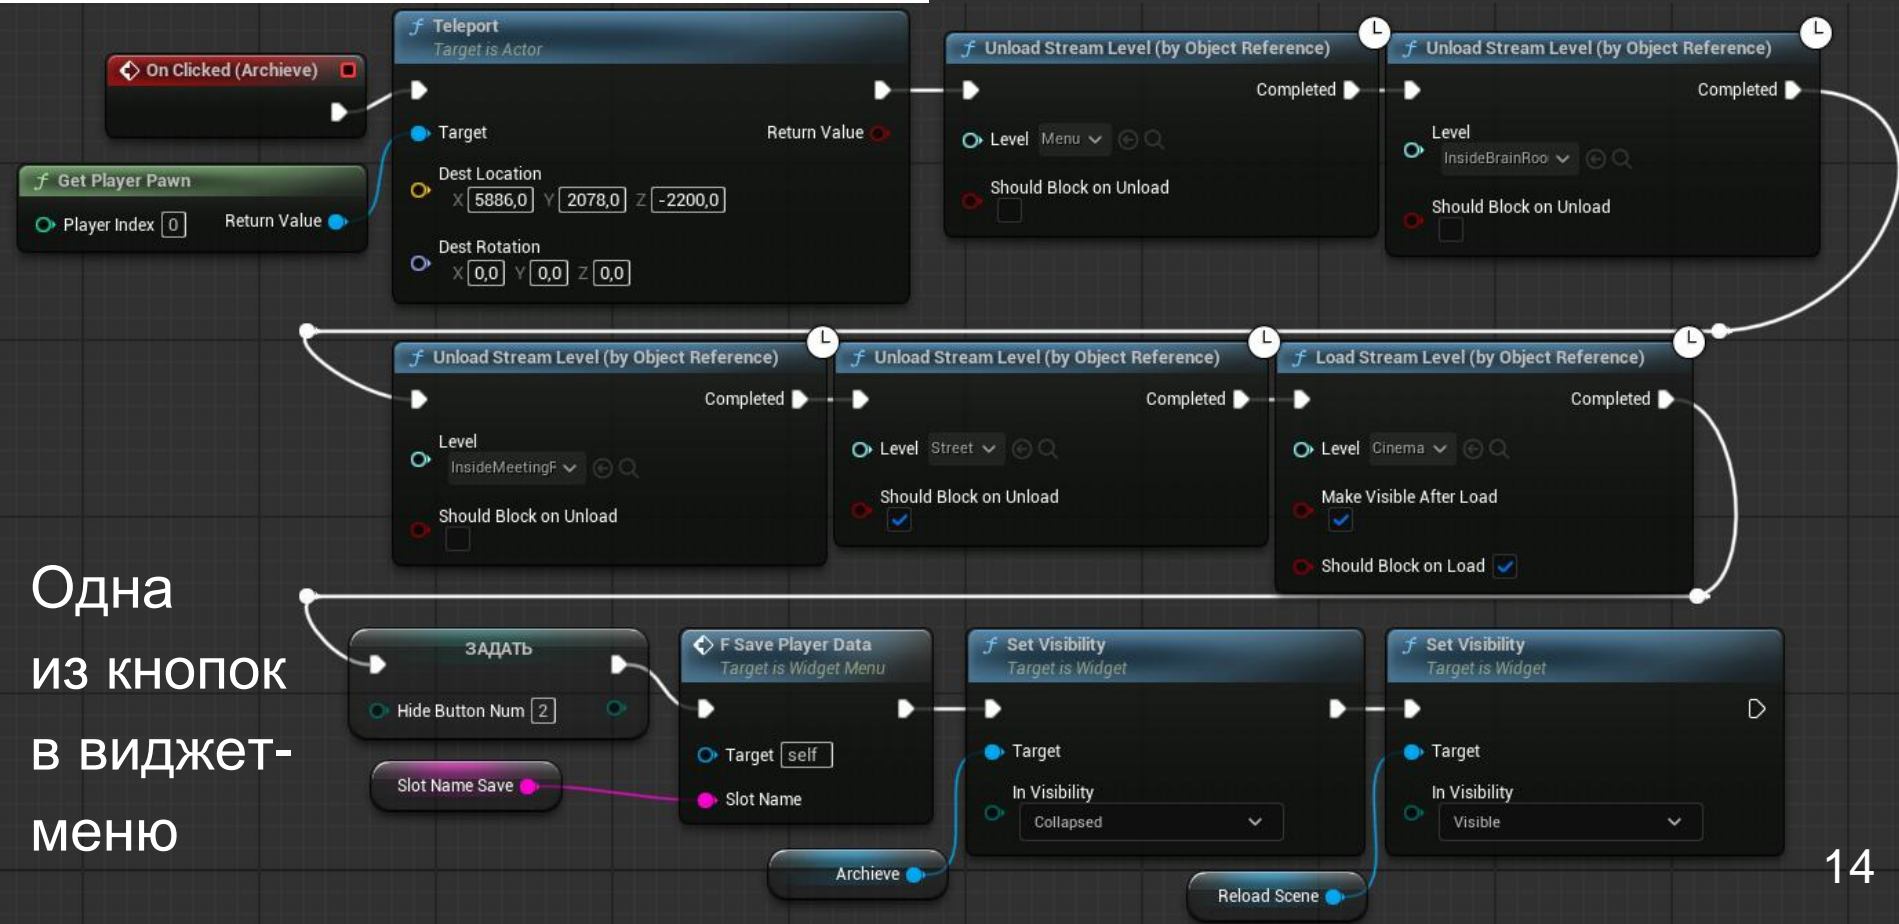 Teleport
Target is Actor
On Clicked (Archieve)
Target
Return Value
Dest Location
X 5886,0 Y 2078,0 Z -2200,0
Dest Rotation
X 0,0 Y 0,0 Z 0,0
Get Player Pawn
Player Index 0
Return Value
Unload Stream Level (by Object Reference)
Completed
Level Menu
Should Block on Unload
Unload Stream Level (by Object Reference)
Completed
Level
InsideBrainRoo
Should Block on Unload
Unload Stream Level (by Object Reference)
Completed
Level
InsideMeetingF
Should Block on Unload
Unload Stream Level (by Object Reference)
Completed
Level Street
Should Block on Unload
Load Stream Level (by Object Reference)
Completed
Level Cinema
Make Visible After Load
Should Block on Load
Одна
из кнопок
в виджет-
меню
ЗАДАТЬ
Hide Button Num 2
Slot Name Save
F Save Player Data
Target is Widget Menu
Target self
Slot Name
Set Visibility
Target is Widget
Target
In Visibility
Collapsed
Archieve
Set Visibility
Target is Widget
Target
In Visibility
Visible
Reload Scene
14